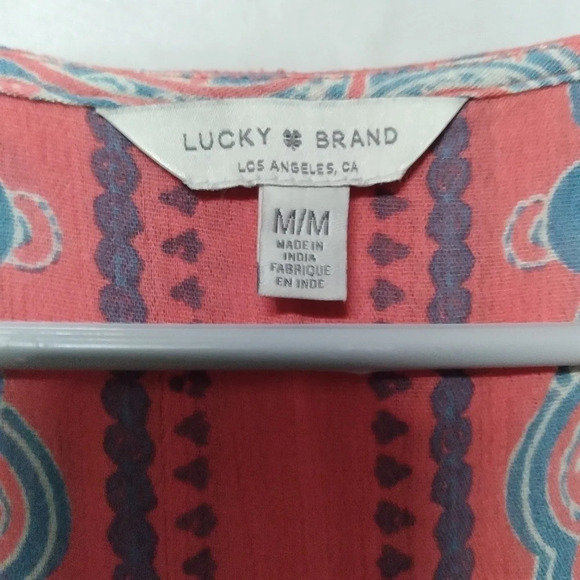 LUCKY BRAND
LOS ANGELES, CA
M/M
MADE IN
INDIA
FABRIQUE
EN INDE